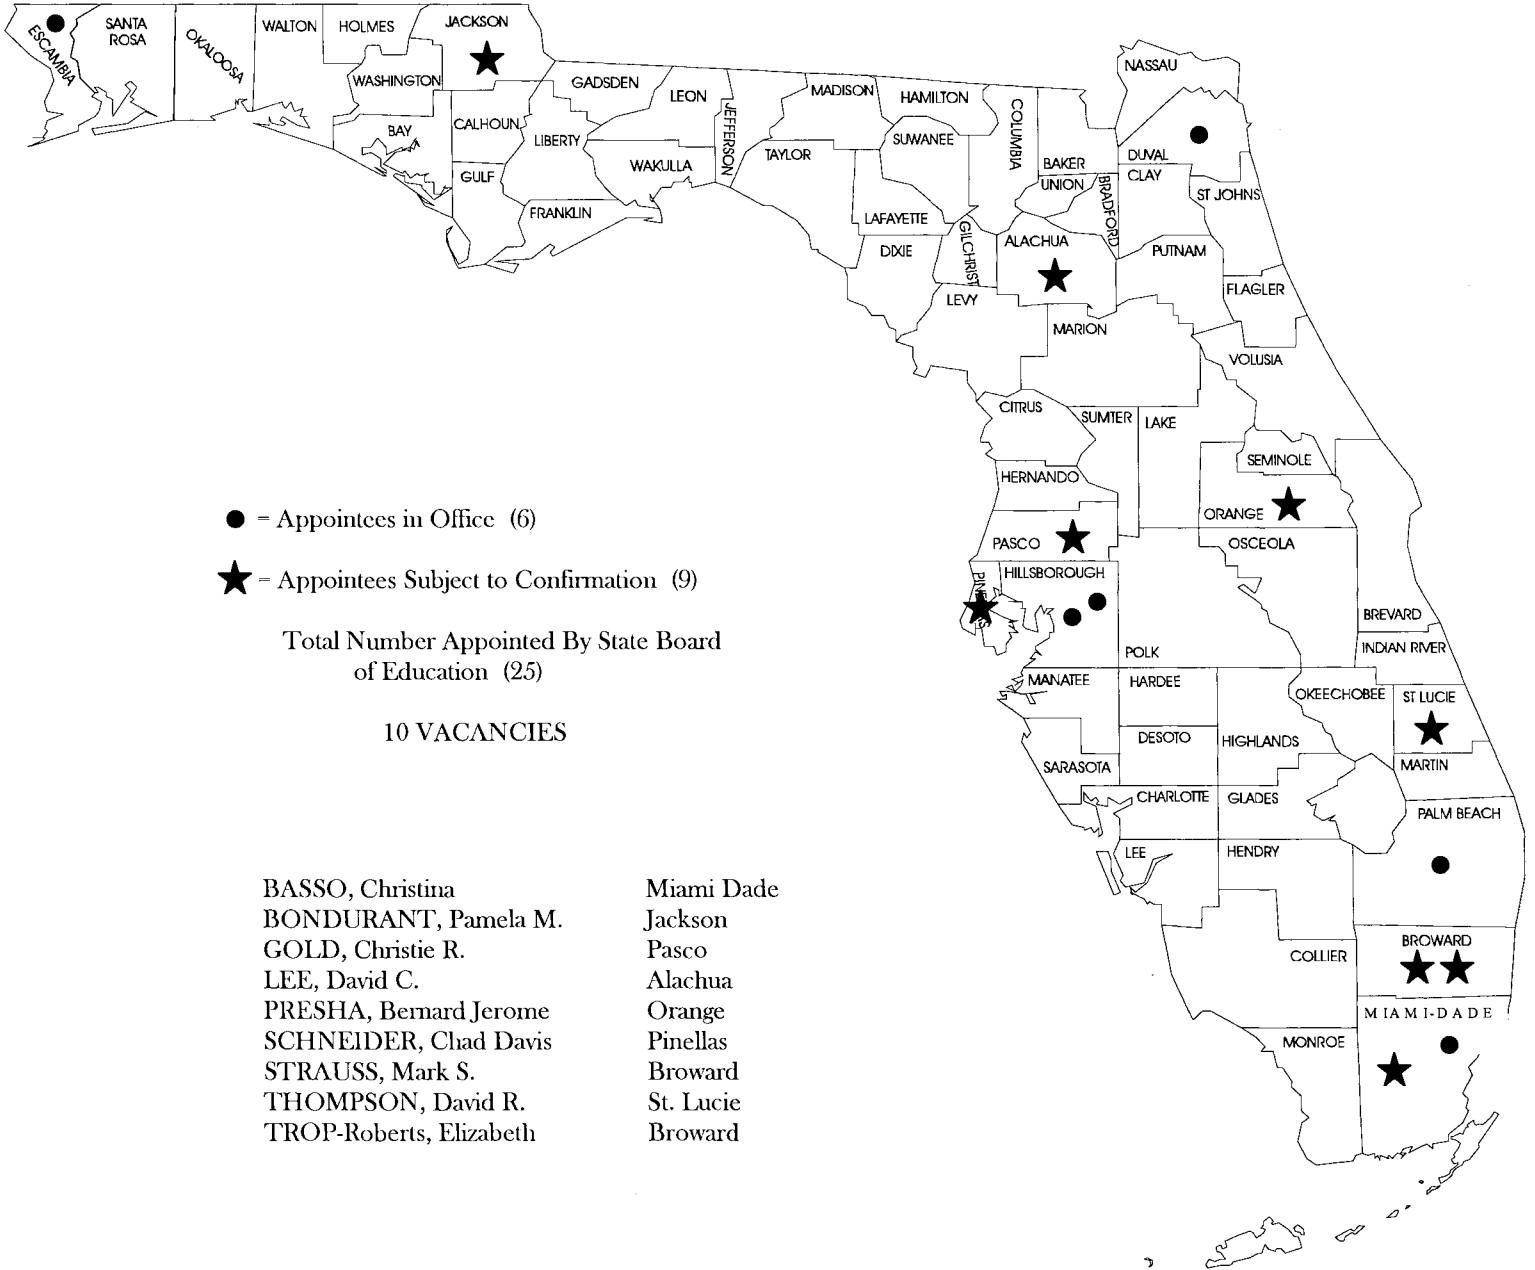 ESCAMBIA
SANTA
ROSA
OKALOOSA
WALTON
HOLMES
JACKSON
WASHINGTON
BAY
CALHOUN
GULF
GADSDEN
LIBERTY
FRANKLIN
LEON
WAKULLA
JEFFERSON
MADISON
TAYLOR
HAMILTON
SUWANEE
LAFAYETTE
DIXIE
COLUMBIA
GILCHRIST
NASSAU
BAKER
DUVAL
UNION
BRADFORD
CLAY
ST JOHNS
ALACHUA
PUTNAM
LEVY
FLAGLER
MARION
VOLUSIA
CITRUS
SUMTER
LAKE
SEMINOLE
HERNANDO
ORANGE
PASCO
OSCEOLA
HILLSBOROUGH
PINELLAS
BREVARD
POLK
INDIAN RIVER
MANATEE
HARDEE
OKEECHOBEE
ST LUCIE
DESOTO
HIGHLANDS
SARASOTA
MARTIN
CHARLOTTE
GLADES
PALM BEACH
LEE
HENDRY
BROWARD
COLLIER
MIAMI-DADE
MONROE
= Appointees in Office (6)
= Appointees Subject to Confirmation (9)
Total Number Appointed By State Board
of Education (25)
10 VACANCIES
BASSO, Christina Miami Dade
BONDURANT, Pamela M. Jackson
GOLD, Christie R. Pasco
LEE, David C. Alachua
PRESHA, Bernard Jerome Orange
SCHNEIDER, Chad Davis Pinellas
STRAUSS, Mark S. Broward
THOMPSON, David R. St. Lucie
TROP-Roberts, Elizabeth Broward